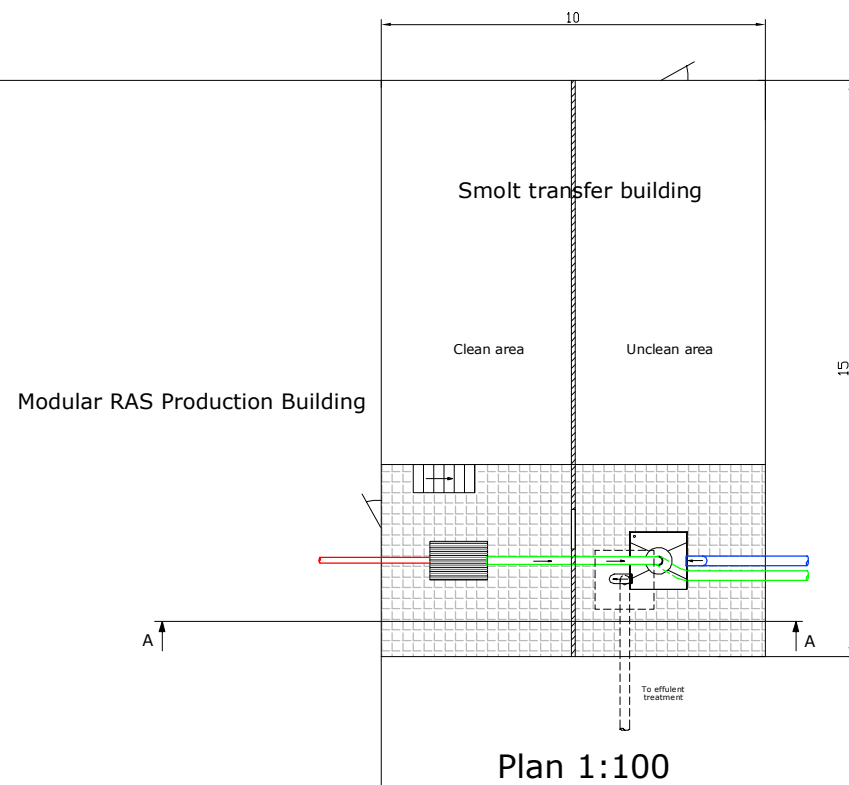 10
Smolt transfer building
Clean area
Unclean area
15
Modular RAS Production Building
A
A
To effulent
treatment
Plan 1:100